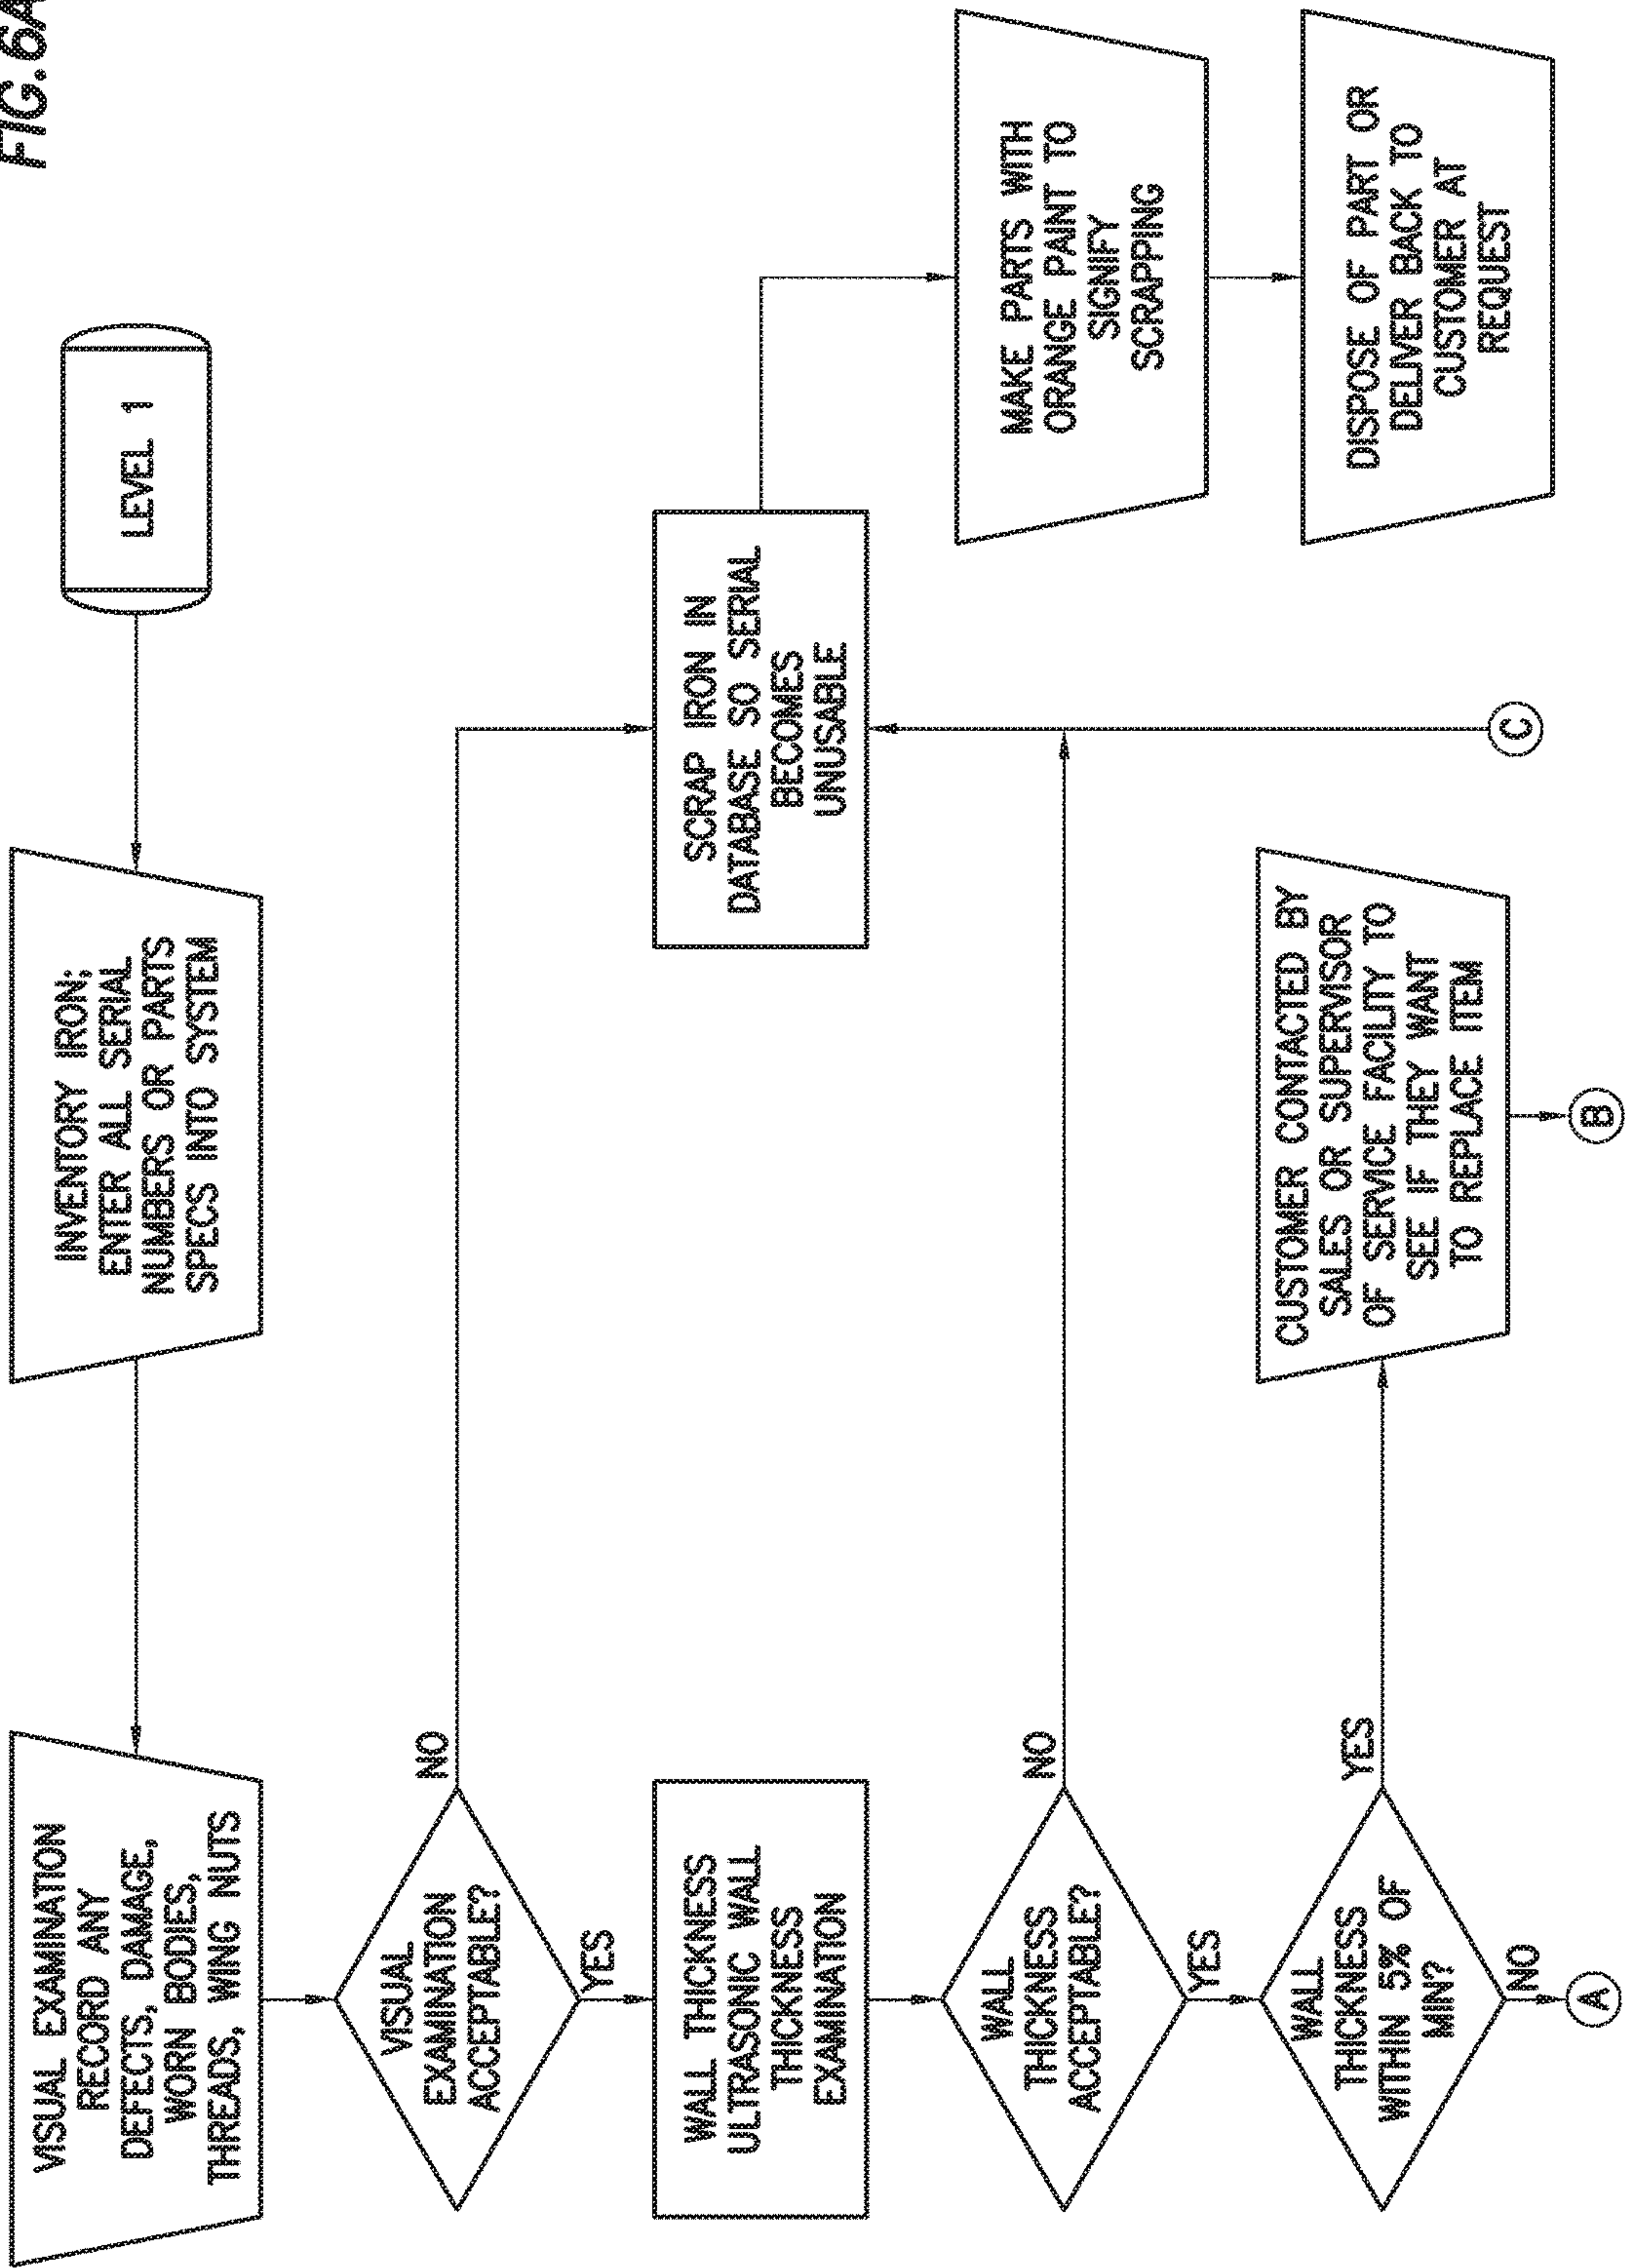 FIG. 6A
LEVEL 1
INVENTORY IRON;
ENTER ALL SERIAL
NUMBERS OR PARTS
SPECS INTO SYSTEM
VISUAL EXAMINATION
RECORD ANY
DEFECTS, DAMAGE,
WORN BODIES,
THREADS, WING NUTS
VISUAL
EXAMINATION
ACCEPTABLE?
NO
YES
SCRAP IRON IN
DATABASE SO SERIAL
BECOMES
UNUSABLE
MAKE PARTS WITH
ORANGE PAINT TO
SIGNIFY
SCRAPPING
DISPOSE OF PART OR
DELIVER BACK TO
CUSTOMER AT
REQUEST
WALL THICKNESS
ULTRASONIC WALL
THICKNESS
EXAMINATION
WALL
THICKNESS
ACCEPTABLE?
NO
YES
WALL
THICKNESS
WITHIN 5% OF
MIN?
YES
NO
CUSTOMER CONTACTED BY
SALES OR SUPERVISOR
OF SERVICE FACILITY TO
SEE IF THEY WANT
TO REPLACE ITEM
A
B
C